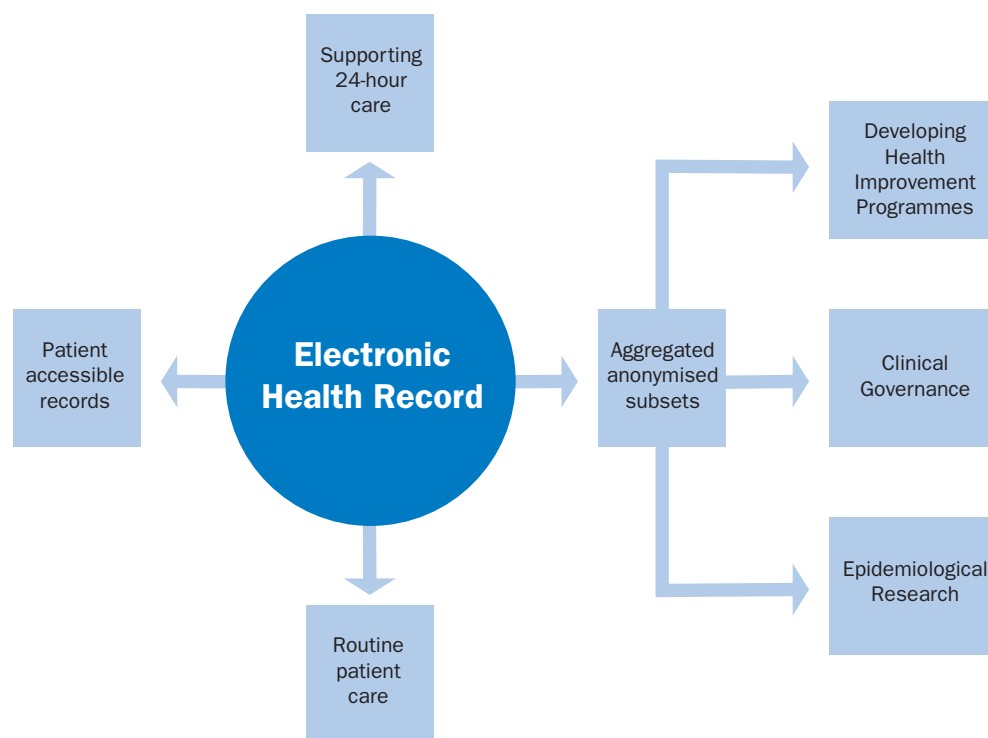 Supporting
24-hour
care
Developing
Health
Improvement
Programmes
Patient
accessible
records
Electronic
Health Record
Aggregated
anonymised
subsets
Clinical
Governance
Epidemiological
Research
Routine
patient
care